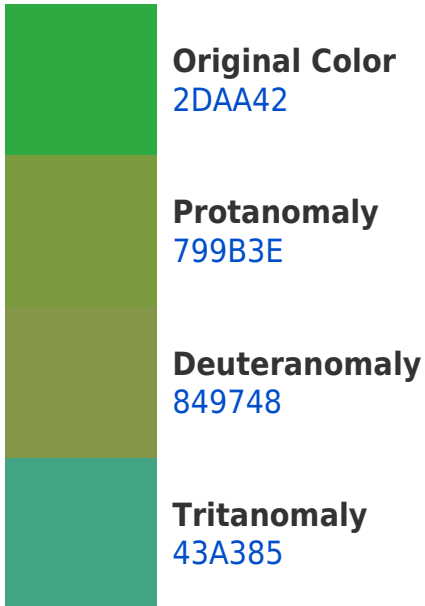 Original Color
2DAA42
Protanomaly
799B3E
Deuteranomaly
849748
Tritanomaly
43A385